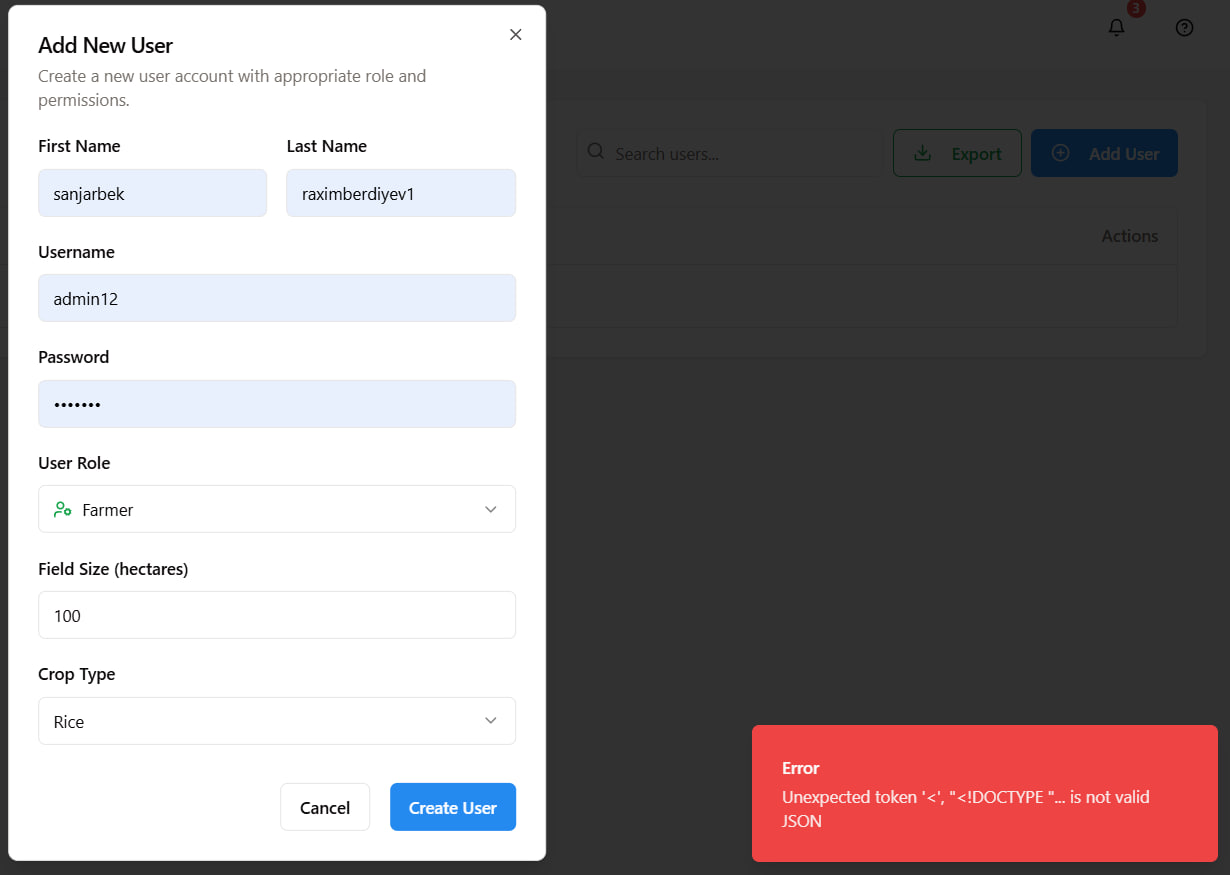 Add New User
Create a new user account with appropriate role and
permissions.
First Name
Last Name
sanjarbek
raximberdiyev1
Username
admin12
Password
•••••••
User Role
Farmer
Field Size (hectares)
100
Crop Type
Rice
Cancel
Create User
3
Search users...
Export
Add User
Actions
Error
Unexpected token '<', "<!DOCTYPE "... is not valid
JSON